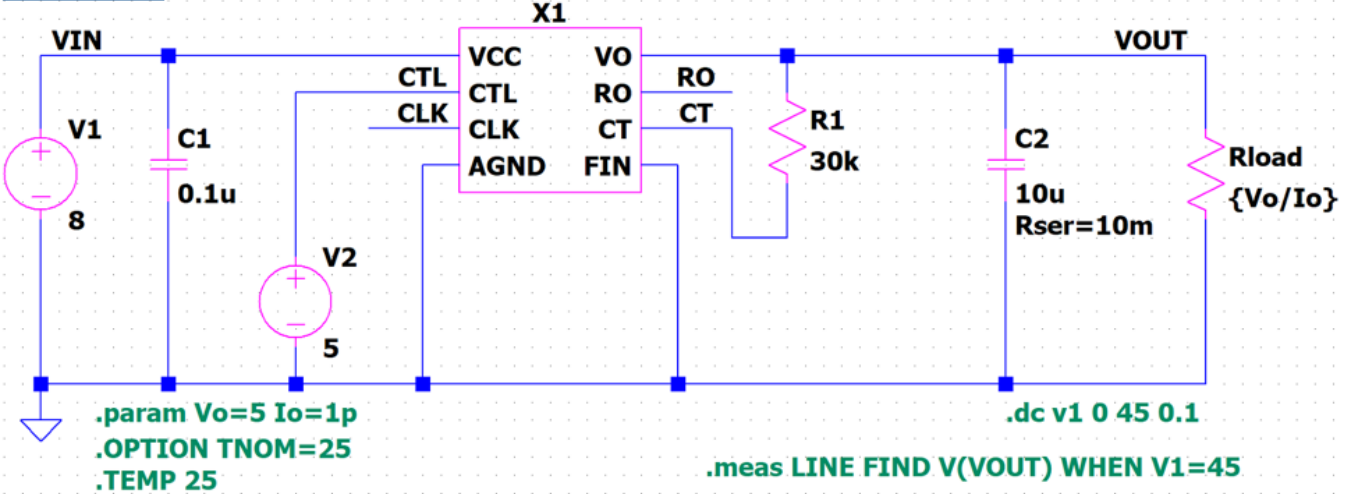 X1
VIN
VOUT
VCC
VO
CTL
CTL
RO
RO
CLK
CLK
CT
CT
AGND
FIN
V1
8
C1
0.1u
R1
30k
C2
10u
Rser=10m
Rload
{Vo/Io}
V2
5
.param Vo=5 Io=1p
.OPTION TNOM=25
.TEMP 25
.dc v1 0 45 0.1
.meas LINE FIND V(VOUT) WHEN V1=45